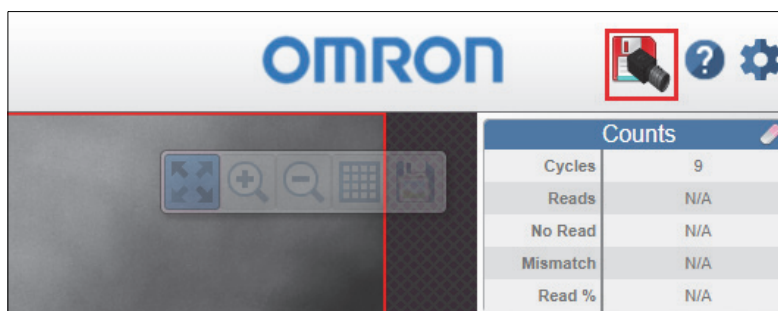 OMRON
?
Counts
Cycles 9
Reads N/A
No Read N/A
Mismatch N/A
Read % N/A